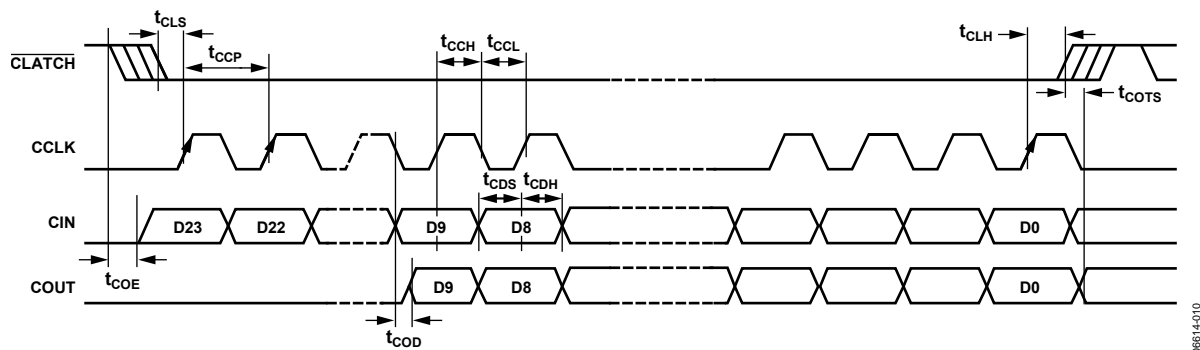 tCLS
tCCP
tCCH
tCCL
tCLH
CLATCH
tCOTS
CCLK
tCDS
tCDH
CIN
D23
D22
D9
D8
D0
tCOE
COUT
D9
D8
D0
tCOD
06614-010